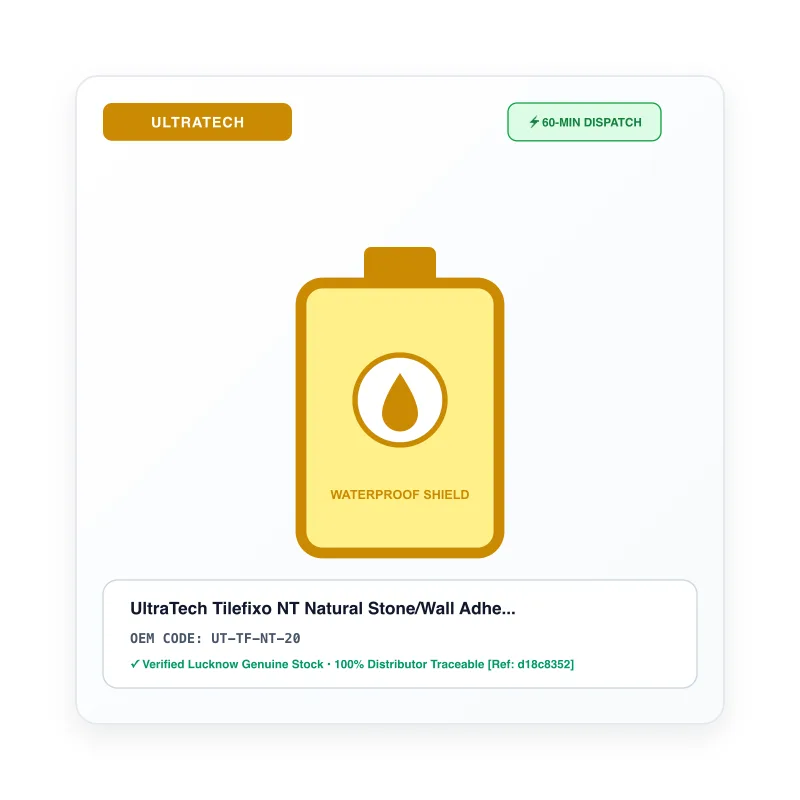 ULTRATECH
⚡ 60-MIN DISPATCH
WATERPROOF SHIELD
UltraTech Tilefixo NT Natural Stone/Wall Adhe...
OEM CODE: UT-TF-NT-20
✓ Verified Lucknow Genuine Stock · 100% Distributor Traceable [Ref: d18c8352]